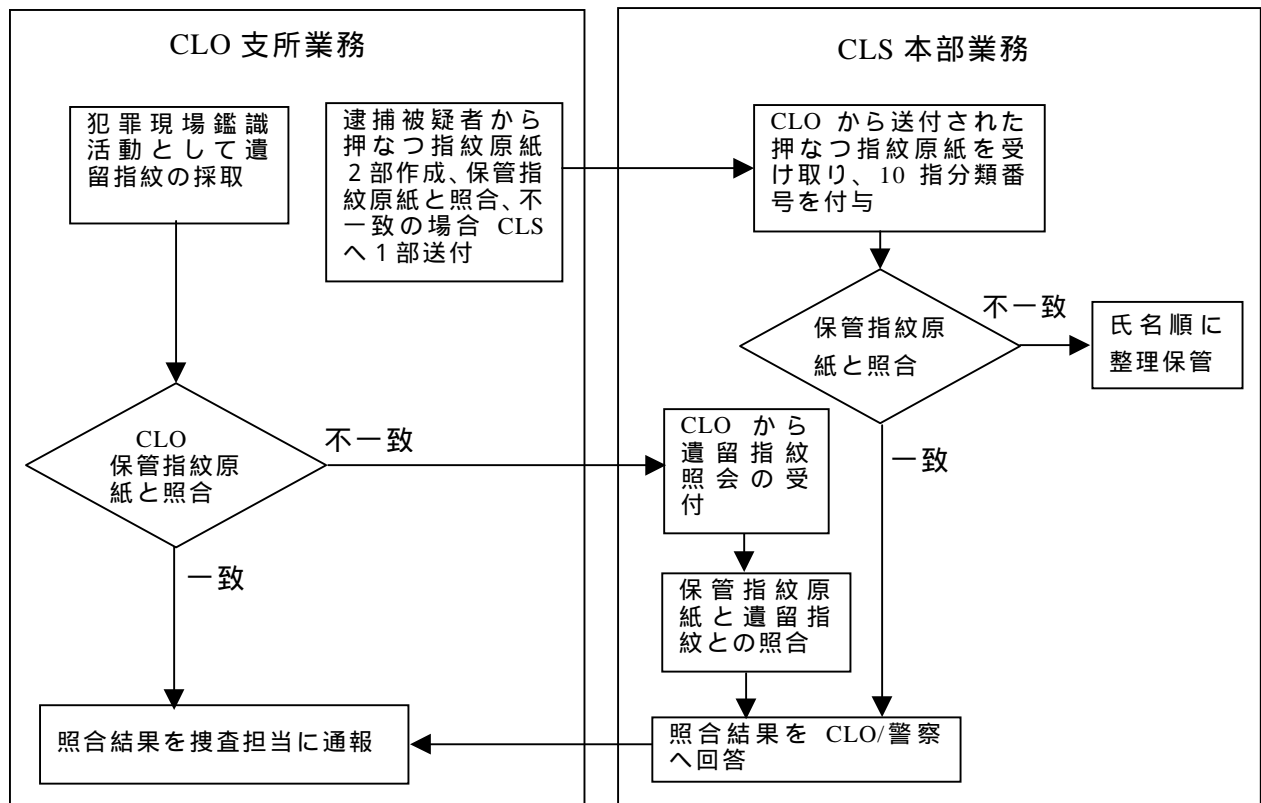 CLO 支所業務
犯罪現場鑑識
活動として遺
留指紋の採取
逮捕被疑者から
押なつ指紋原紙
2部作成、保管指
紋原紙と照合、不
一致の場合 CLS
へ1部送付
CLO
保管指紋原
紙と照合
不一致
一致
照合結果を捜査担当に通報
CLS 本部業務
CLO から送付された
押なつ指紋原紙を受
け取り、10 指分類番
号を付与
保管指紋原
紙と照合
不一致
氏名順に
整理保管
一致
CLO から
遺留指紋
照会の受
付
保管指紋原
紙と遺留指
紋との照合
照合結果を CLO/警察
へ回答